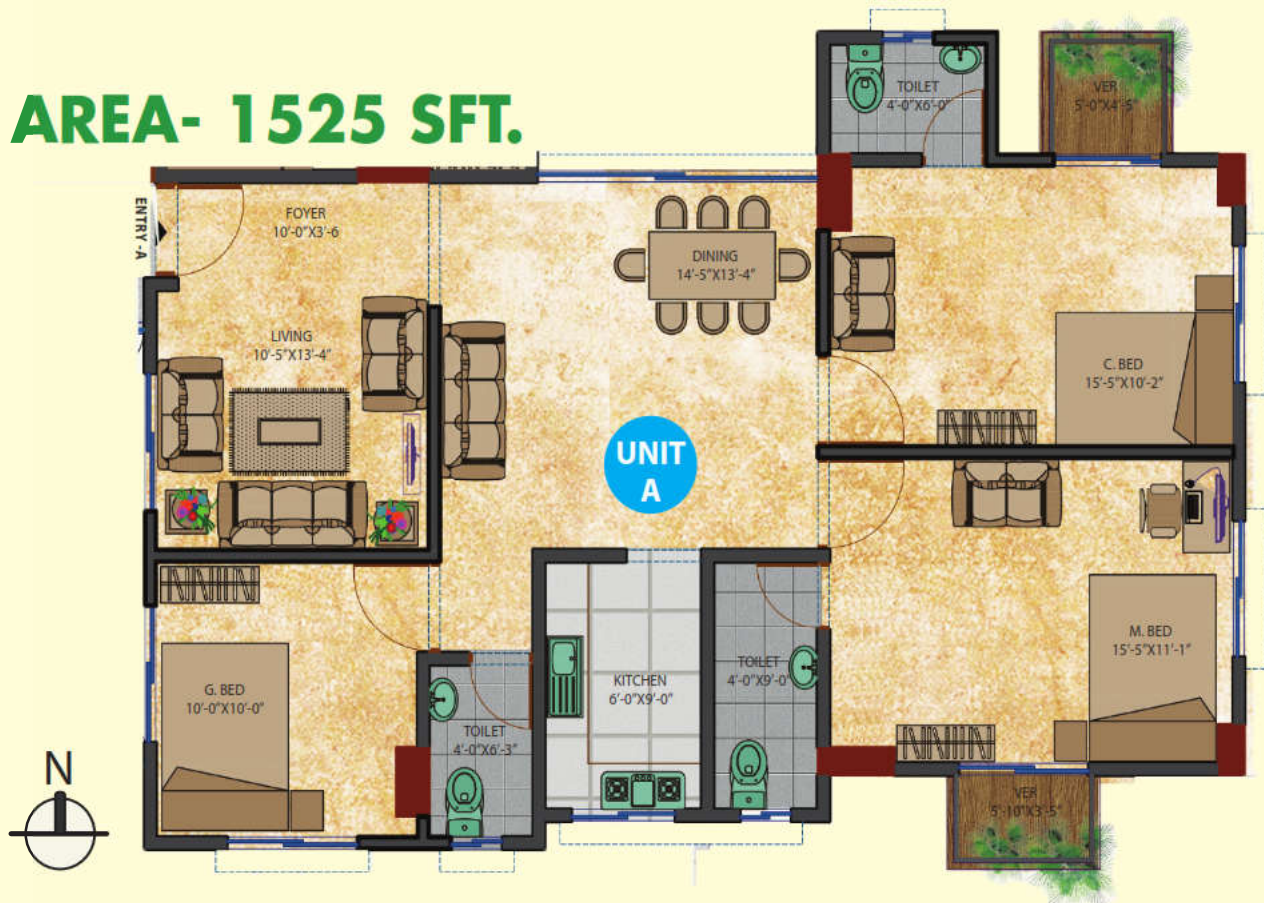 AREA- 1525 SFT.
TOILET
4'-0"X6'-0"
VER
5'-0"X4'-5"
ENTRY -A
FOYER
10'-0"X3'-6
DINING
14'-5"X13'-4"
LIVING
10'-5"X13'-4"
C. BED
15'-5"X10'-2"
UNIT
A
M. BED
15'-5"X11'-1"
G. BED
10'-0"X10'-0"
KITCHEN
6'-0"X9'-0"
TOILET
4'-0"X9'-0"
TOILET
4'-0"X6'-3"
N
VER
5'-10"X3'-5"